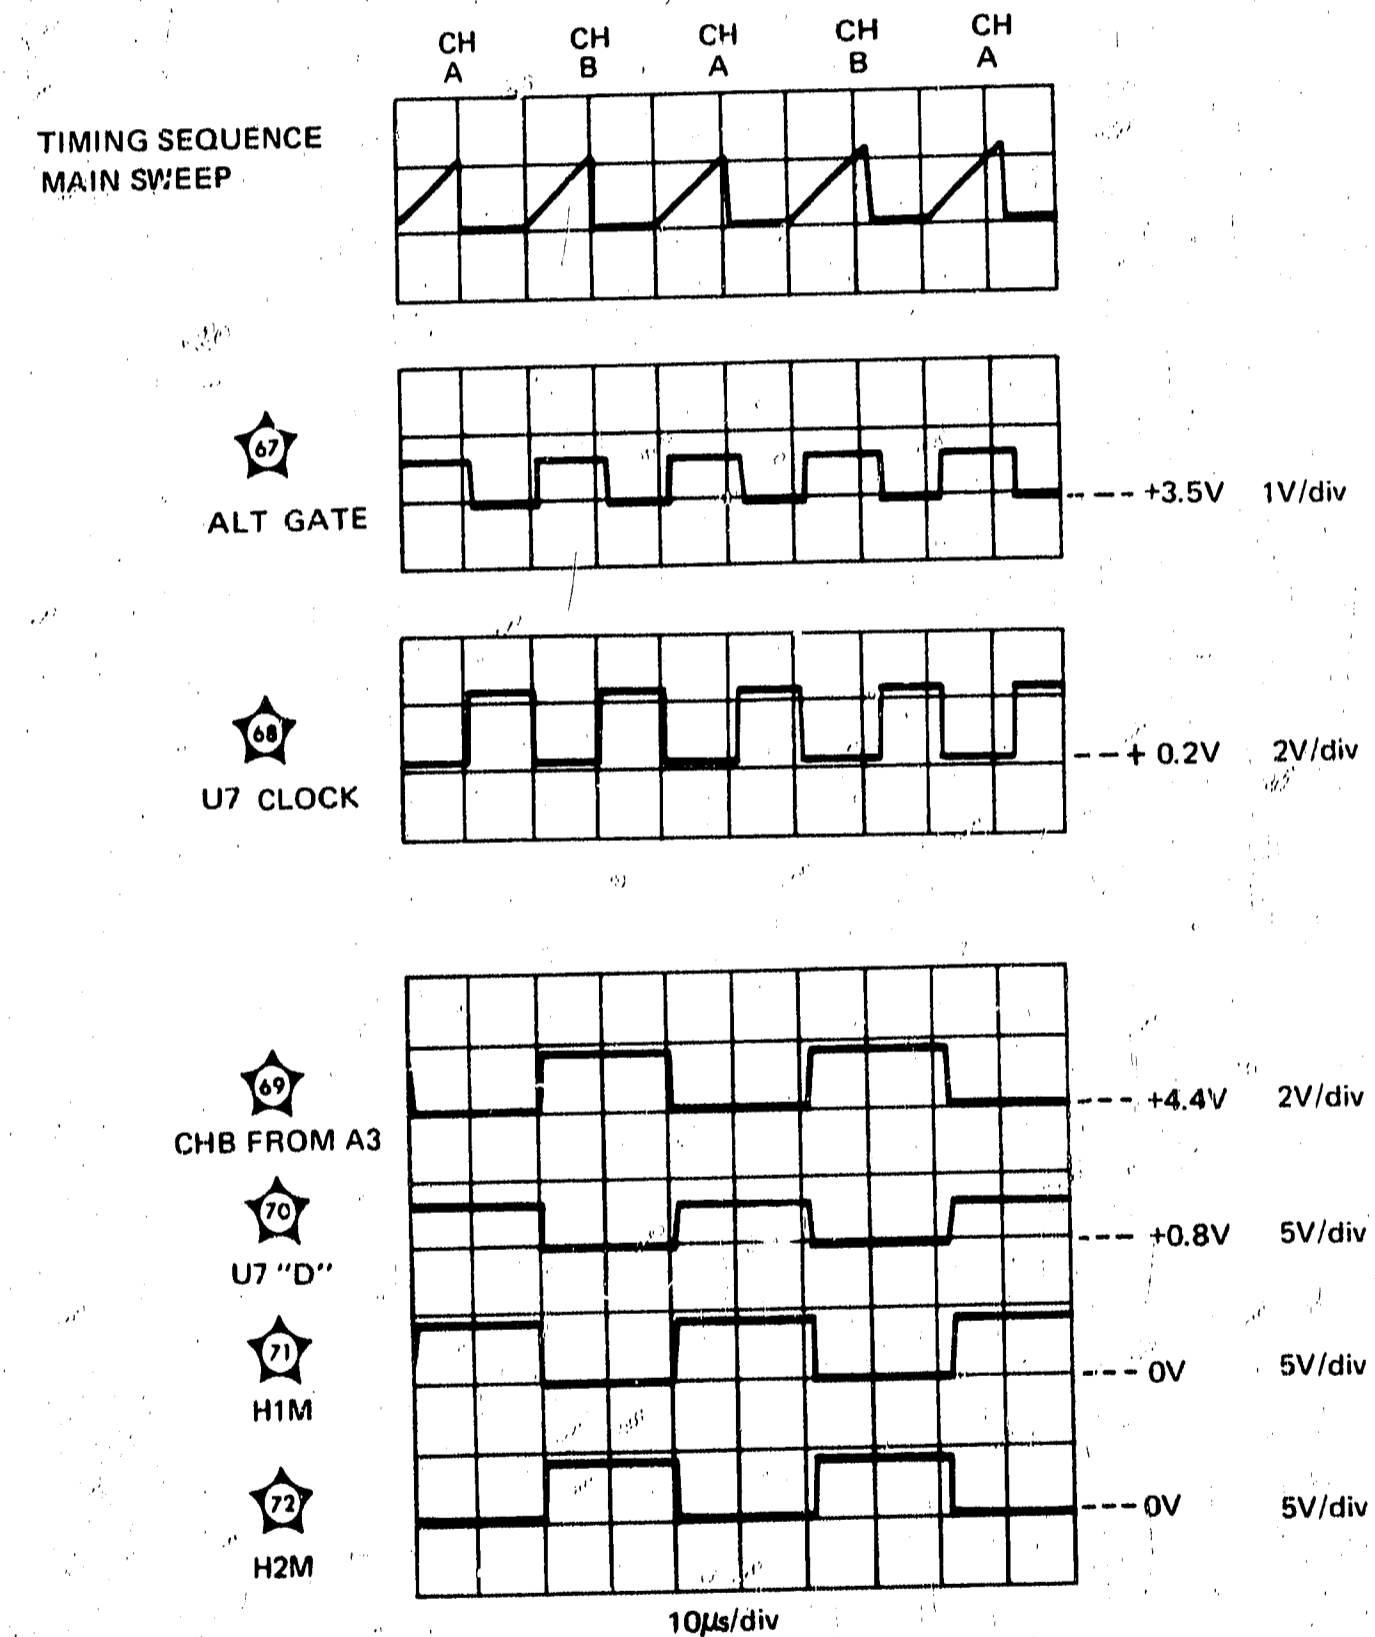 CH CH CH CH CH
A B A B A
TIMING SEQUENCE
MAIN SWEEP
67
ALT GATE
--- +3.5V 1V/div
68
U7 CLOCK
--+ 0.2V 2V/div
69
CHB FROM A3
--- +4.4V 2V/div
70
U7 "D"
--- +0.8V 5V/div
71
H1M
--- 0V 5V/div
72
H2M
---0V 5V/div
10µs/div